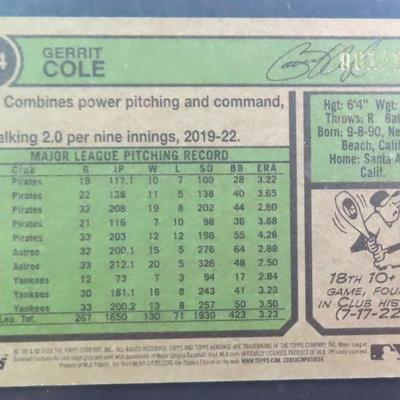 4
GERRIT
COLE
Combines power pitching and command,
alking 2.0 per nine innings, 2019-22.
MAJOR LEAGUE PITCHING RECORD
Club G IP W L SO BB ERA
Pirates 19 117.1 10 7 100 28 3.22
Pirates 22 138 11 5 138 40 3.65
Pirates 32 208 19 8 202 44 2.60
Pirates 21 116 7 10 98 36 3.88
Pirates 33 203 12 12 196 55
Astros 32 200.1 15 5 276 64 2.88
Astros 33 212.1 20 5 326 48
Yankees 12 73 7 3 94 17 2.84
Yankees 30 181.1 16 8 243 41 3.23
Yankees 33 200.2 13 8 257 50 3.50
Lea. Tot. 267 1650 130 71 1930 423 3.23
Hgt: 6'4" Wgt:
Throws: R Bat
Born: 9-8-90, New
Beach, Calif
Home: Santa A
Calif.
18TH 10+
GAME, FOU
IN CLUB HIS
(7-17-22